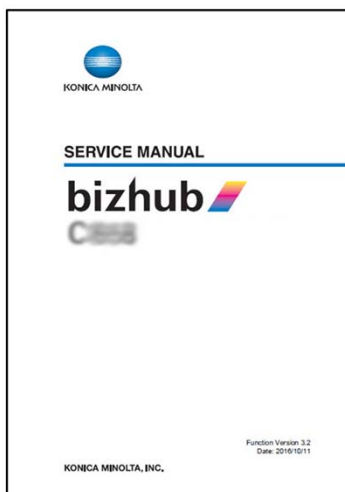 KONICA MINOLTA
SERVICE MANUAL
bizhub
Function Version 3.2
Date: 2016/10/11
KONICA MINOLTA, INC.